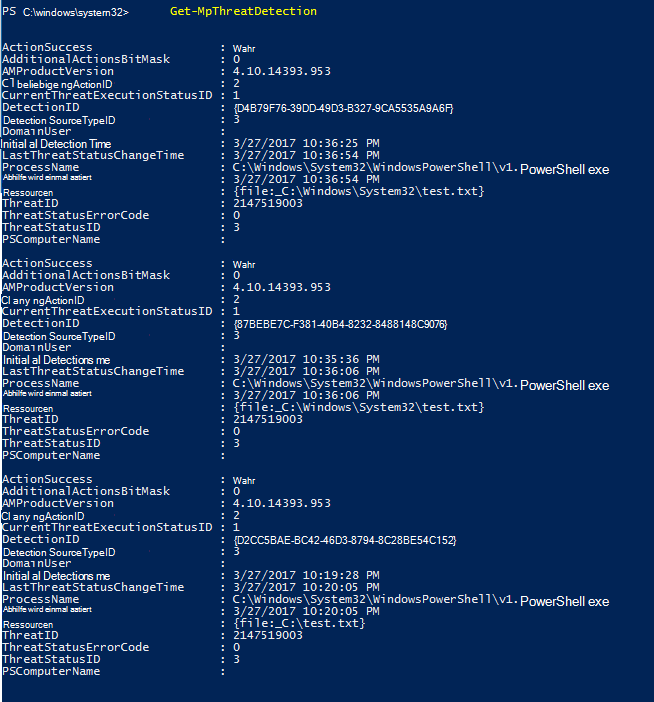 PS C:\windows\system32> Get-MpThreatDetection
ActionSuccess : Wahr
AdditionalActionsBitMask : 0
AMProductVersion : 4.10.14393.953
Cl beliebige ngActionID : 2
CurrentThreatExecutionStatusID : 1
DetectionID : {D4B79F76-39DD-49D3-B327-9CA5535A9A6F}
Detection SourceTypeID : 3
DomainUser :
Initial al Detection Time : 3/27/2017 10:36:25 PM
LastThreatStatusChangeTime : 3/27/2017 10:36:54 PM
ProcessName : C:\Windows\System32\WindowsPowerShell\v1. PowerShell exe
Abhilfe wird einmal aatiert : 3/27/2017 10:36:54 PM
Ressourcen : {file:_C:\Windows\System32\test.txt}
ThreatID : 2147519003
ThreatStatusErrorCode : 0
ThreatStatusID : 3
PSComputerName :
ActionSuccess : Wahr
AdditionalActionsBitMask : 0
AMProductVersion : 4.10.14393.953
Cl any ngActionID : 2
CurrentThreatExecutionStatusID : 1
DetectionID : {87BEBE7C-F381-40B4-8232-8488148C9076}
Detection SourceTypeID : 3
DomainUser :
Initial al Detections me : 3/27/2017 10:35:36 PM
LastThreatStatusChangeTime : 3/27/2017 10:36:06 PM
ProcessName : C:\Windows\System32\WindowsPowerShell\v1. PowerShell exe
Abhilfe wird einmal aatiert : 3/27/2017 10:36:06 PM
Ressourcen : {file:_C:\Windows\System32\test.txt}
ThreatID : 2147519003
ThreatStatusErrorCode : 0
ThreatStatusID : 3
PSComputerName :
ActionSuccess : Wahr
AdditionalActionsBitMask : 0
AMProductVersion : 4.10.14393.953
Cl any ngActionID : 2
CurrentThreatExecutionStatusID : 1
DetectionID : {D2CC5BAE-BC42-46D3-8794-8C28BE54C152}
Detection SourceTypeID : 3
DomainUser :
Initial al Detections me : 3/27/2017 10:19:28 PM
LastThreatStatusChangeTime : 3/27/2017 10:20:05 PM
ProcessName : C:\Windows\System32\WindowsPowerShell\v1. PowerShell exe
Abhilfe wird einmal aatiert : 3/27/2017 10:20:05 PM
Ressourcen : {file:_C:\test.txt}
ThreatID : 2147519003
ThreatStatusErrorCode : 0
ThreatStatusID : 3
PSComputerName :